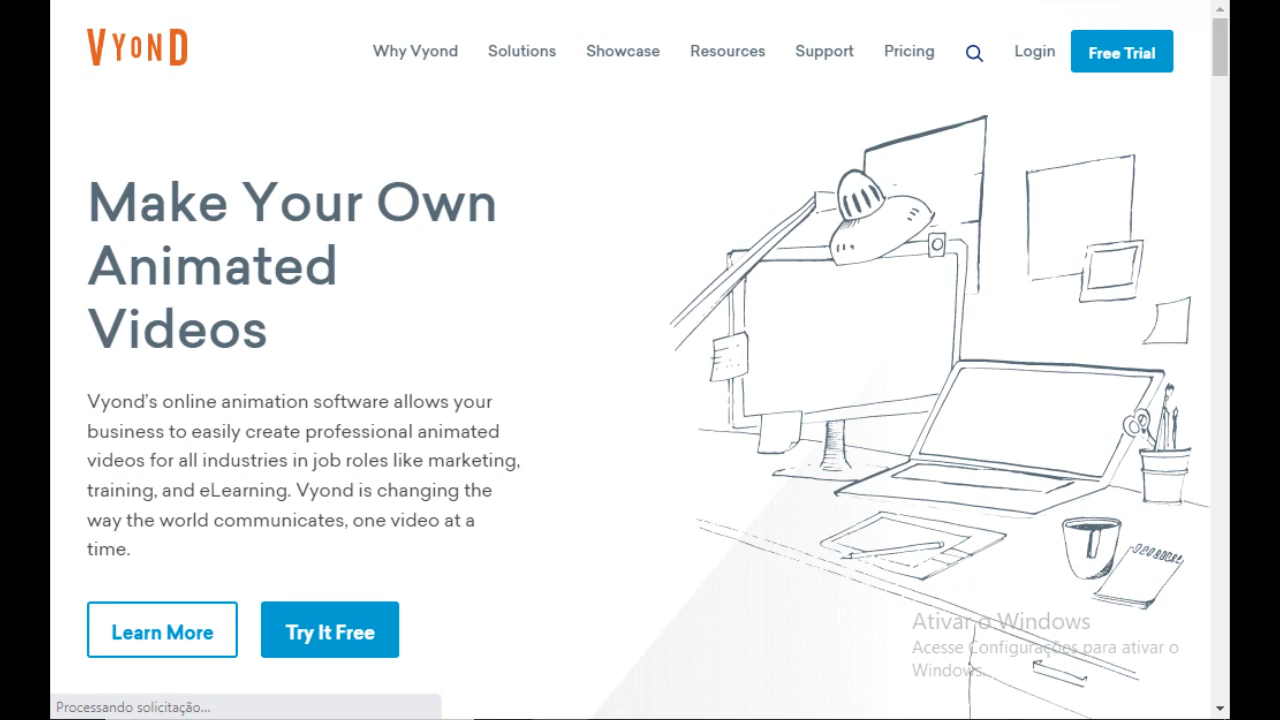 VYOND
Why Vyond Solutions Showcase Resources Support Pricing Login Free Trial
Make Your Own
Animated
Videos
Vyond’s online animation software allows your
business to easily create professional animated
videos for all industries in job roles like marketing,
training, and eLearning. Vyond is changing the
way the world communicates, one video at a
time.
Learn More Try It Free
Ativar o Windows
Acesse Configurações para ativar o
Windows.
Processando solicitação...